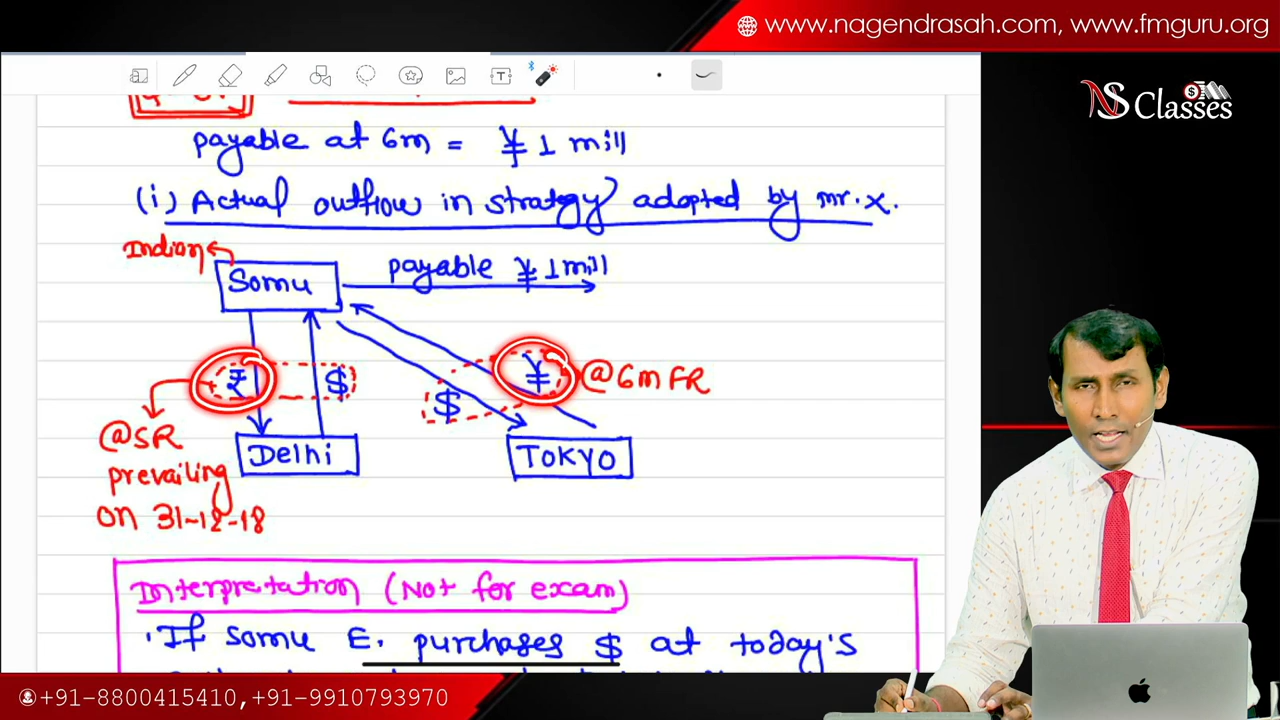 www.nagendrasah.com, www.fmguru.org
NS Classes
payable at 6m = ¥ 1 mill
(i) Actual outflow in strategy adopted by mr. x.
Indian
Somu
payable ¥ 1 mill
₹ $ $ ¥ @ 6m FR
@SR
prevailing
on 31-12-18
Delhi
TOKYO
Interpretation (Not for exam)
. If somu E. purchases $ at today's
+91-8800415410, +91-9910793970